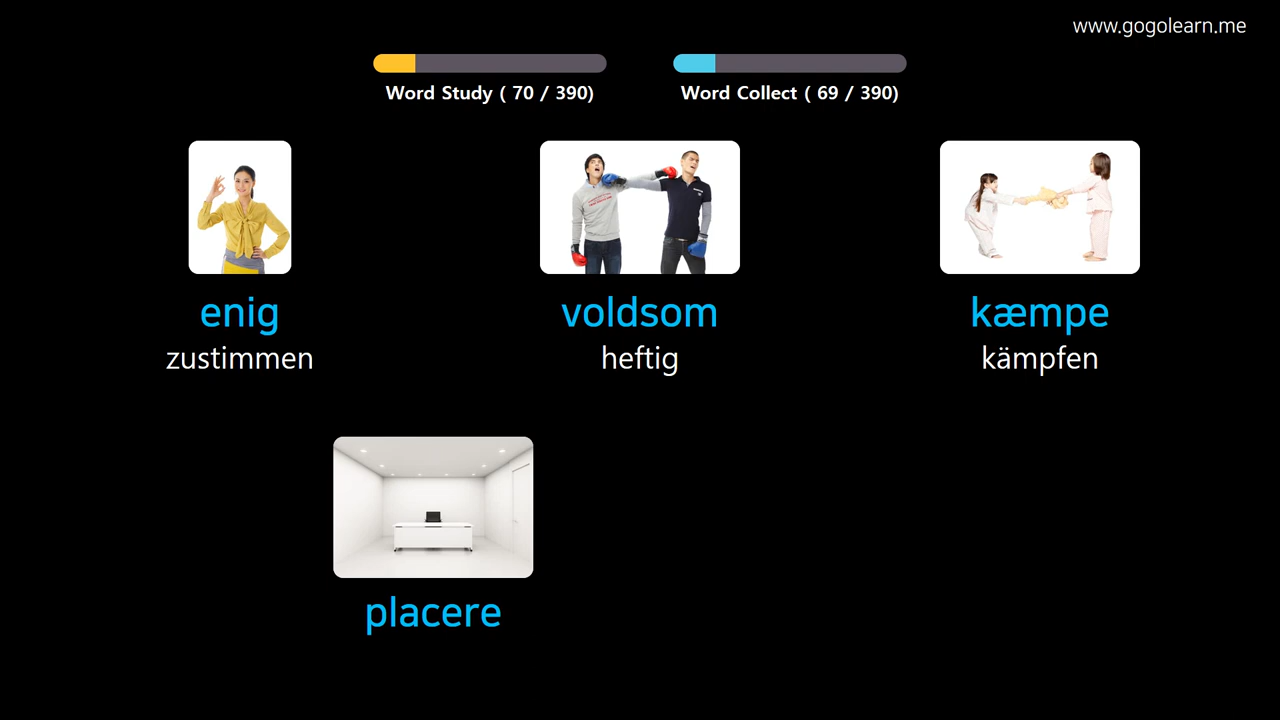 www.gogolearn.me
Word Study ( 70 / 390)
Word Collect ( 69 / 390)
enig
voldsom
kæmpe
zustimmen
heftig
kämpfen
placere